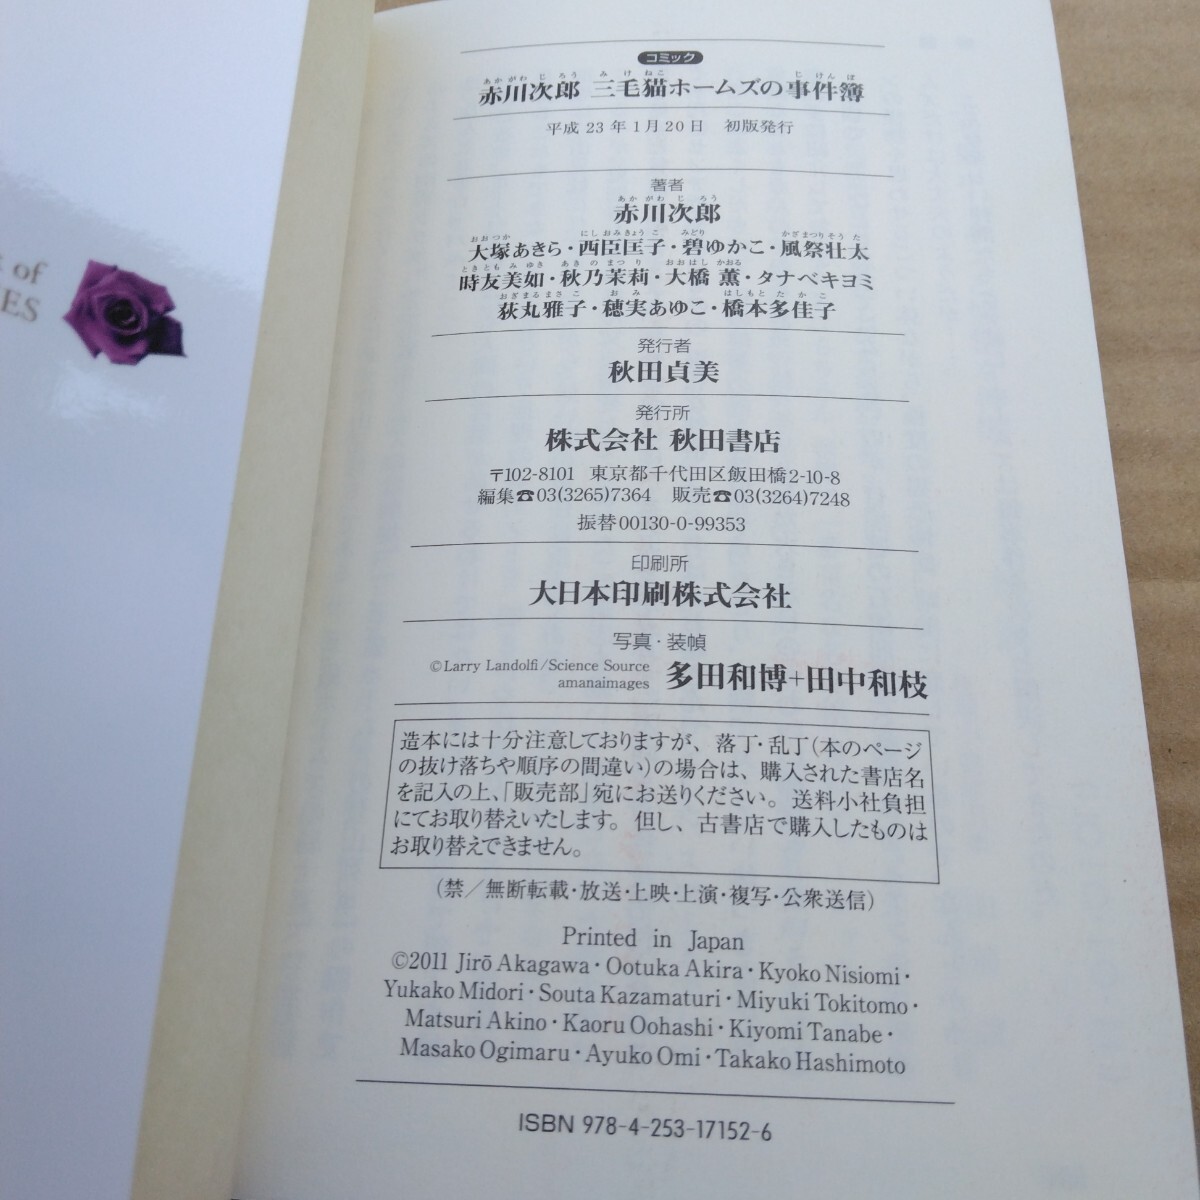 of
ES
コミック
赤川次郎 三毛猫ホームズの事件簿
平成23年1月20日 初版発行
著者
赤川次郎
大塚あきら・西臣匡子・碧ゆかこ・風祭壮太
時友美如・秋乃茉莉・大橋 薫・タナベキヨミ
荻丸雅子・穂実あゆこ・橋本多佳子
発行者
秋田貞美
発行所
株式会社 秋田書店
〒102-8101 東京都千代田区飯田橋2-10-8
編集☎03(3265)7364 販売☎03(3264)7248
振替00130-0-99353
印刷所
大日本印刷株式会社
写真・装幀
©Larry Landolfi/Science Source
amanaimages
多田和博+田中和枝
造本には十分注意しておりますが、落丁・乱丁(本のページ
の抜け落ちや順序の間違い)の場合は、購入された書店名
を記入の上、「販売部」宛にお送りください。送料小社負担
にてお取り替えいたします。但し、古書店で購入したものは
お取り替えできません。
(禁/無断転載・放送・上映・上演・複写・公衆送信)
Printed in Japan
©2011 Jirō Akagawa・Ootuka Akira・Kyoko Nisiomi・
Yukako Midori・Souta Kazamaturi・Miyuki Tokitomo・
Matsuri Akino・Kaoru Oohashi・Kiyomi Tanabe・
Masako Ogimaru・Ayuko Omi・Takako Hashimoto
ISBN 978-4-253-17152-6